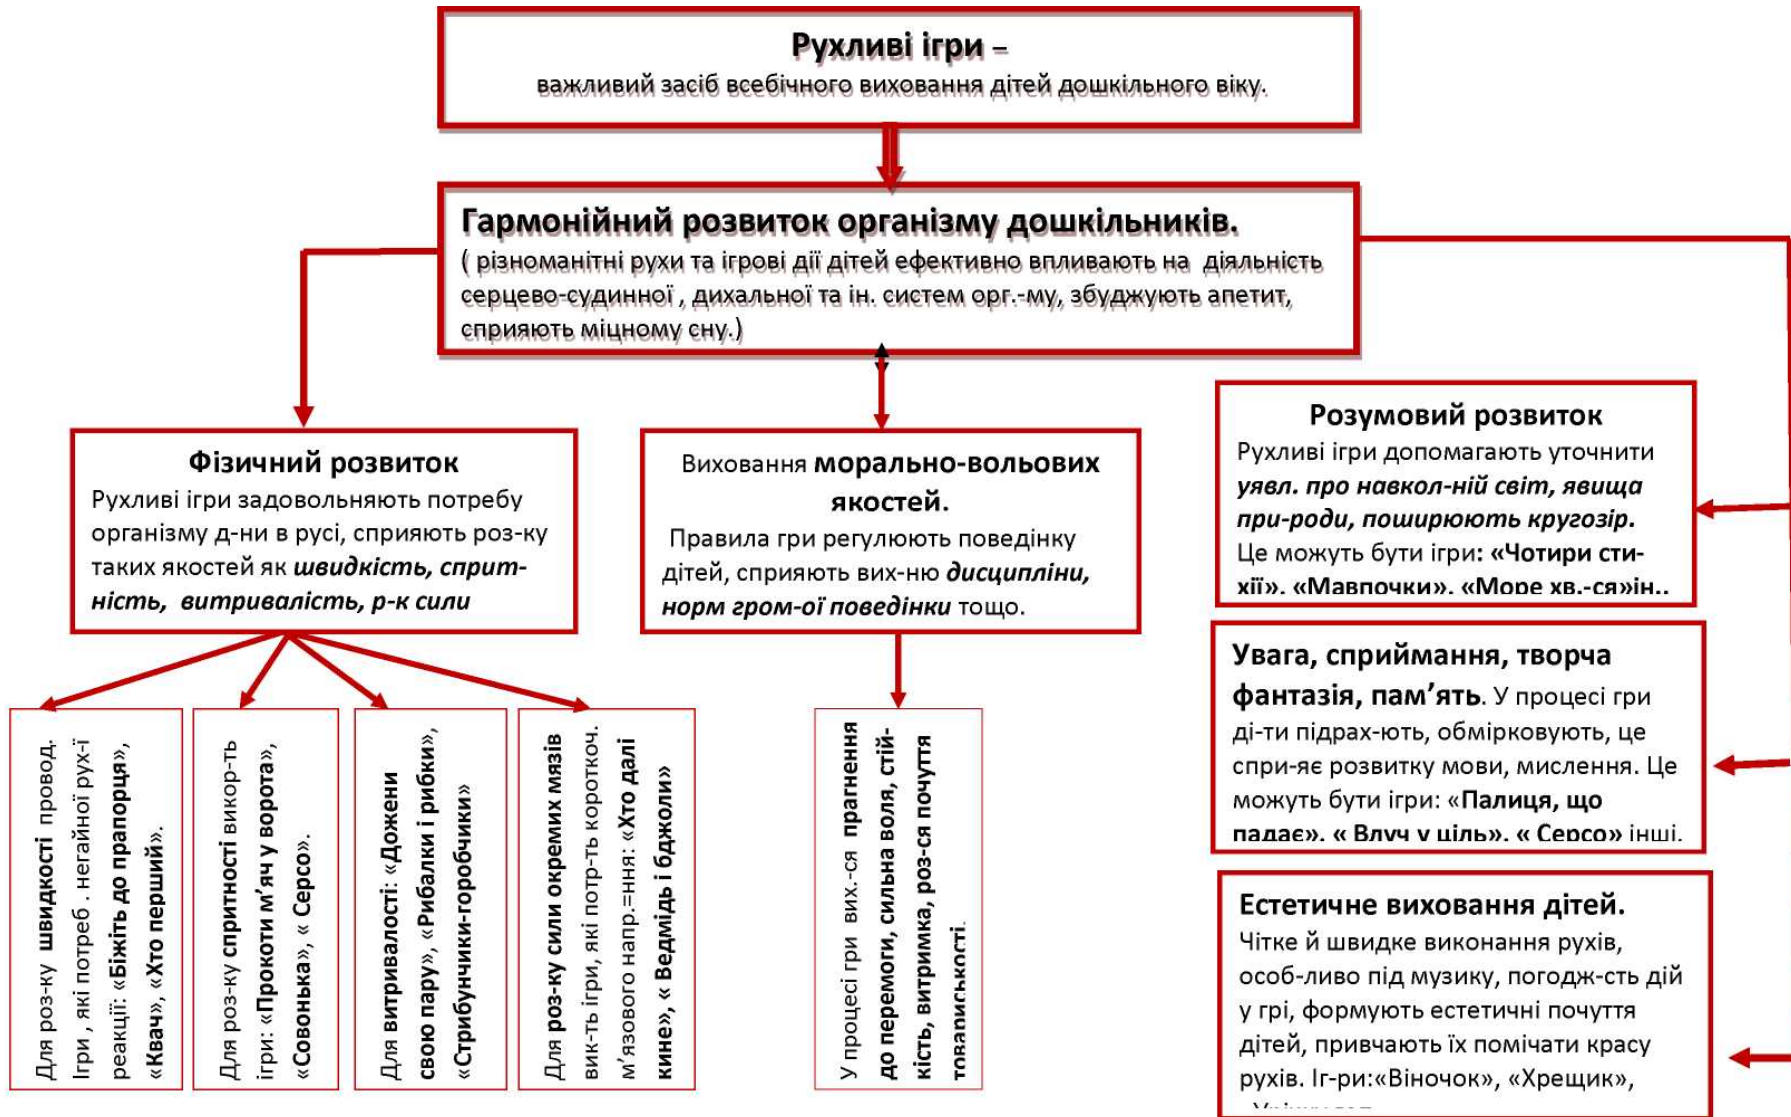 Рухливі ігри –
важливий засіб всебічного виховання дітей дошкільного віку.
Гармонійний розвиток організму дошкільників.
( різноманітні рухи та ігрові дії дітей ефективно впливають на діяльність
серцево-судинної , дихальної та ін. систем орг.-му, збуджують апетит,
сприяють міцному сну.)
Фізичний розвиток
Рухливі ігри задовольняють потребу
організму д-ни в русі, сприяють роз-ку
таких якостей як швидкість, сприт-
ність, витривалість, р-к сили
Виховання морально-вольових
якостей.
Правила гри регулюють поведінку
дітей, сприяють вих-ню дисципліни,
норм гром-ої поведінки тощо.
Розумовий розвиток
Рухливі ігри допомагають уточнити
уявл. про навкол-ній світ, явища
при-роди, поширюють кругозір.
Це можуть бути ігри: «Чотири сти-
хії». «Мавпочки». «Море хв.-ся»ін..
Увага, сприймання, творча
фантазія, пам’ять. У процесі гри
ді-ти підрах-ють, обмірковують, це
спри-яє розвитку мови, мислення. Це
можуть бути ігри: «Палиця, що
падає». « Влуч у ціль». « Серсо» інші.
Естетичне виховання дітей.
Чітке й швидке виконання рухів,
особ-ливо під музику, погодж-сть дій
у грі, формують естетичні почуття
дітей, привчають їх помічати красу
рухів. Іг-ри:«Віночок», «Хрещик»,
Для роз-ку швидкості провод.
Ігри , які потреб . негайної рух-ї
реакції: «Біжіть до прапорця»,
«Квач», «Хто перший».
Для роз-ку спритності викор-ть
ігри: «Прокоти м’яч у ворота»,
«Совонька», « Серсо».
Для витривалості: «Дожени
свою пару», «Рибалки і рибки»,
«Стрибунчики-горобчики»
Для роз-ку сили окремих мязів
вик-ть ігри, які потр-ть короткоч.
м’язового напр.=ння: «Хто далі
кине», « Ведмідь і бджоли»
У процесі гри вих.-ся прагнення
до перемоги, сильна воля, стій-
кість, витримка, роз-ся почуття
товариськості.